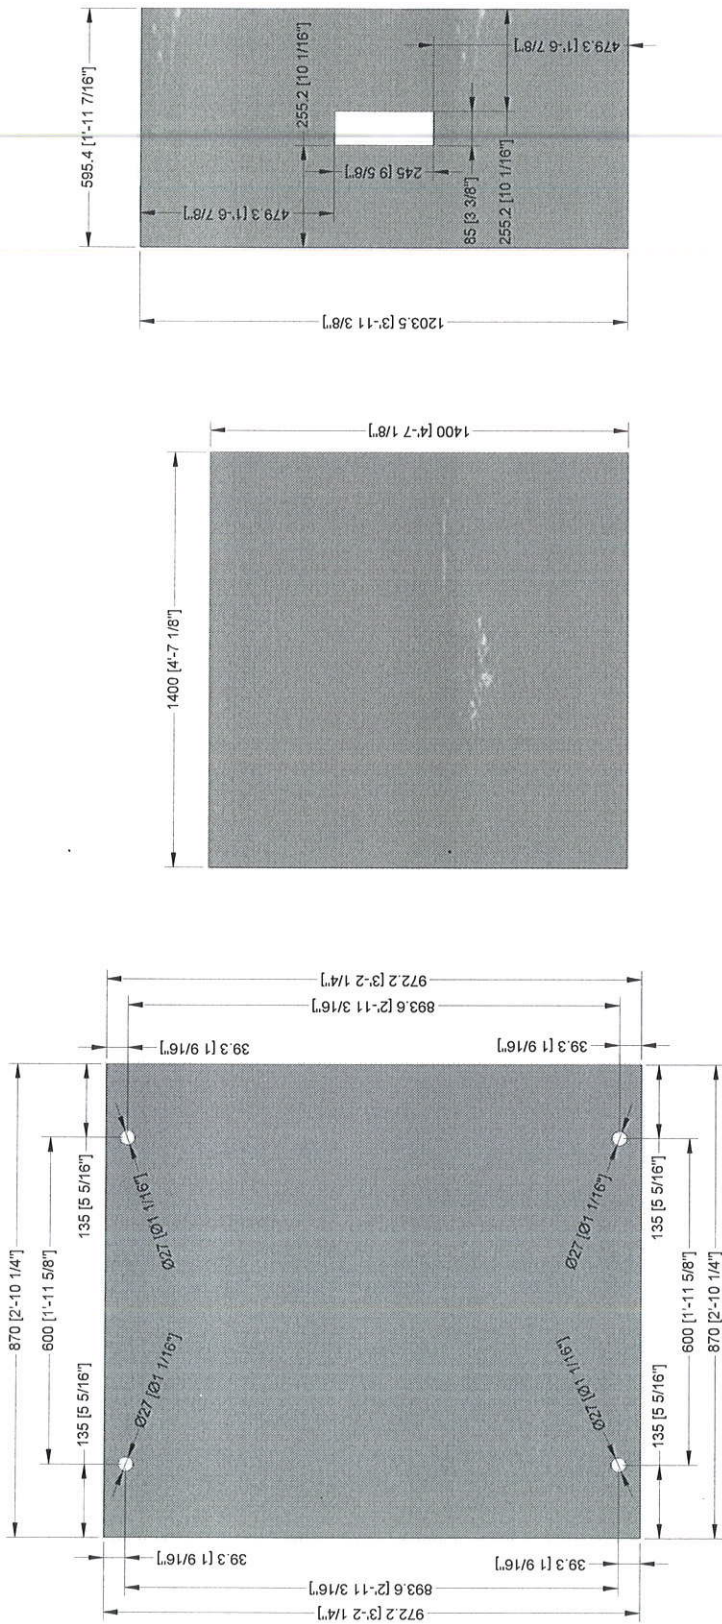 595.4 [1'-11 7/16"]
255.2 [10 1/16"]
479.3 [1'-6 7/8"]
479.3 [1'-6 7/8"]
245 [9 5/8"]
85 [3 3/8"]
255.2 [10 1/16"]
1203.5 [3'-11 3/8"]
1400 [4'-7 1/8"]
1400 [4'-7 1/8"]
972.2 [3'-2 1/4"]
893.6 [2'-11 3/16"]
39.3 [1 9/16"]
39.3 [1 9/16"]
870 [2'-10 1/4"]
600 [1'-11 5/8"]
135 [5 5/16"]
135 [5 5/16"]
Ø27 [Ø1 1/16"]
Ø27 [Ø1 1/16"]
Ø27 [Ø1 1/16"]
Ø27 [Ø1 1/16"]
135 [5 5/16"]
135 [5 5/16"]
600 [1'-11 5/8"]
870 [2'-10 1/4"]
39.3 [1 9/16"]
39.3 [1 9/16"]
893.6 [2'-11 3/16"]
972.2 [3'-2 1/4"]